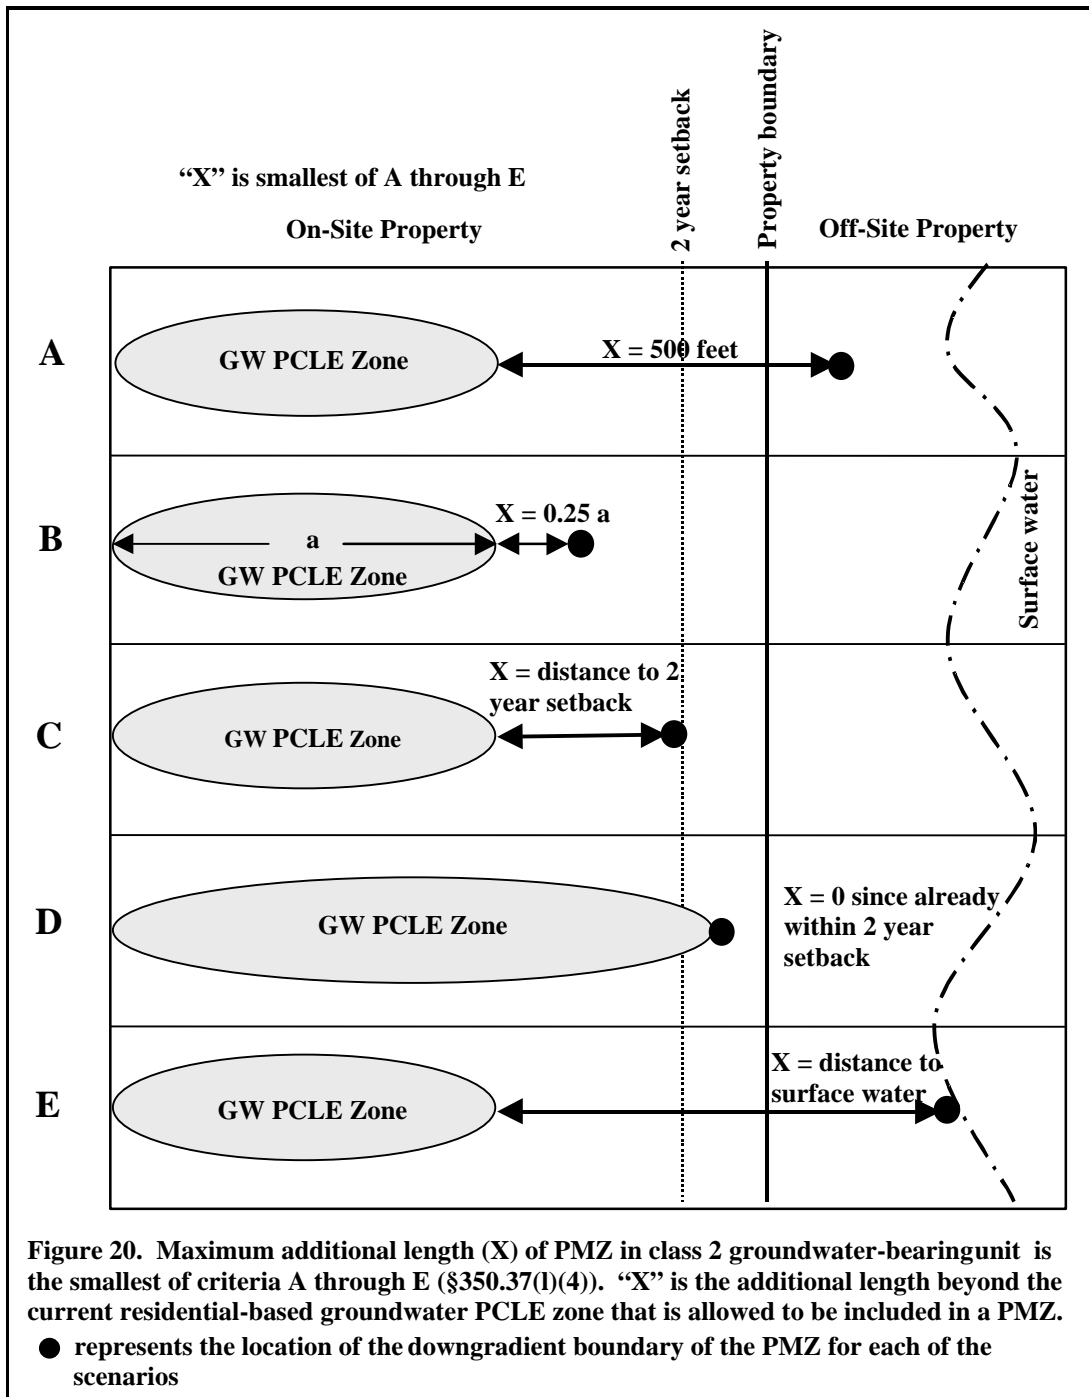 2 year setback
Property boundary
“X” is smallest of A through E
On-Site Property
Off-Site Property
A
GW PCLE Zone
X = 500 feet
B
a
GW PCLE Zone
X = 0.25 a
Surface water
C
GW PCLE Zone
X = distance to 2
year setback
D
GW PCLE Zone
X = 0 since already
within 2 year
setback
E
GW PCLE Zone
X = distance to
surface water
Figure 20. Maximum additional length (X) of PMZ in class 2 groundwater-bearingunit is
the smallest of criteria A through E (§350.37(l)(4)). “X” is the additional length beyond the
current residential-based groundwater PCLE zone that is allowed to be included in a PMZ.
represents the location of the downgradient boundary of the PMZ for each of the
scenarios